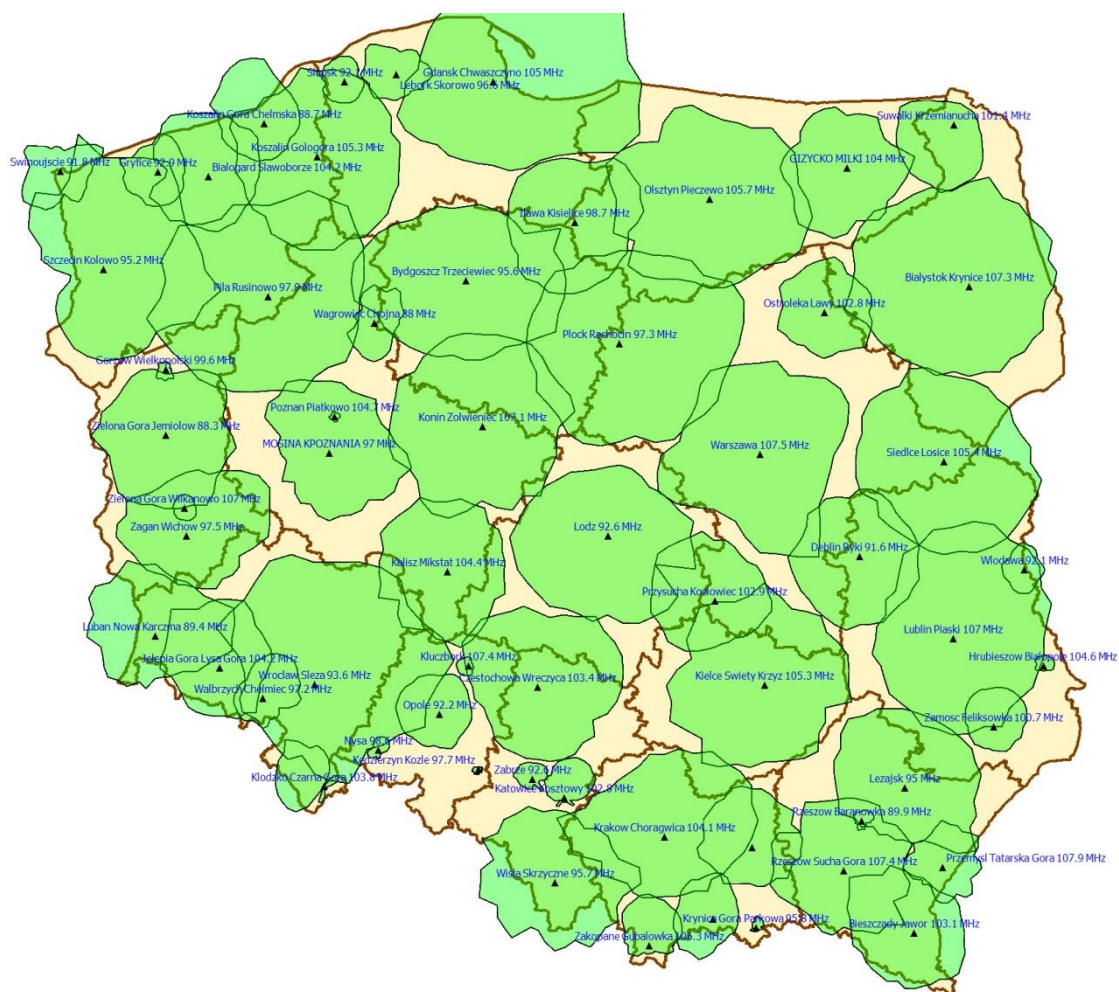 Slupsk 92.1 MHz
Gdansk Chwaszczyno 105 MHz
Lebork Skorowo 96.6 MHz
Koszalin Gora Chelmska 88.7 MHz
Suwalki Krzemianucha 101.4 MHz
Koszalin Gologora 105.3 MHz
Swinoujscie 91.8 MHz
Gryfice 92.9 MHz
Bialogard Slawoborze 104.2 MHz
GIZYCKO MILKI 104 MHz
Olsztyn Pieczewo 105.7 MHz
Ilawa Kisielice 98.7 MHz
Szczecin Kolowo 95.2 MHz
Bydgoszcz Trzeciewiec 95.6 MHz
Bialystok Krynice 107.3 MHz
Pila Rusinowo 97.9 MHz
Ostroleka Lawy 102.8 MHz
Wagrowiec Chojna 88 MHz
Plock Rachocin 97.3 MHz
Gorzow Wielkopolski 99.6 MHz
Poznan Piatkowo 104.7 MHz
Zielona Gora Jemiolow 88.3 MHz
Konin Zolwieniec 107.1 MHz
MOSINA KPOZNANIA 97 MHz
Warszawa 107.5 MHz
Siedlce Losice 105.4 MHz
Zielona Gora Wilkanowo 107 MHz
Zagan Wichow 97.5 MHz
Lodz 92.6 MHz
Deblin Ryki 91.6 MHz
Wlodawa 92.1 MHz
Kalisz Mikstat 104.4 MHz
Przysucha Kozlowiec 102.9 MHz
Luban Nowa Karczma 89.4 MHz
Lublin Piaski 107 MHz
Hrubieszow Bialopole 104.6 MHz
Jelenia Gora Lysa Gora 104.2 MHz
Kluczbork 107.4 MHz
Wroclaw Sleza 93.6 MHz
Czestochowa Wreczyca 103.4 MHz
Kielce Swiety Krzyz 105.3 MHz
Walbrzych Chelmiec 97.2 MHz
Opole 92.2 MHz
Zamosc Feliksowka 100.7 MHz
Nysa 98.6 MHz
Kedzierzyn Kozle 97.7 MHz
Zabrze 92.6 MHz
Klodzko Czarna Gora 103.8 MHz
Katowice Kosztowy 102.8 MHz
Lezajsk 95 MHz
Rzeszow Baranowka 89.9 MHz
Krakow Choragwica 104.1 MHz
Rzeszow Sucha Gora 107.4 MHz
Przemysl Tatarska Gora 107.9 MHz
Wisla Skrzyczne 95.7 MHz
Krynica Gora Parkowa 95.8 MHz
Bieszczady Jawor 103.1 MHz
Zakopane Gubalowka 105.3 MHz